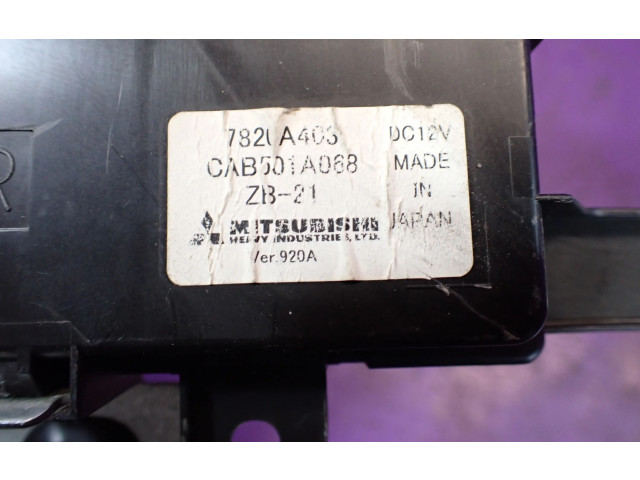 7820A403 DC12V
CAB501A068 MADE
ZB-21 IN
MITSUBISHI JAPAN
HEAVY INDUSTRIES, LTD.
Ver.920A
R